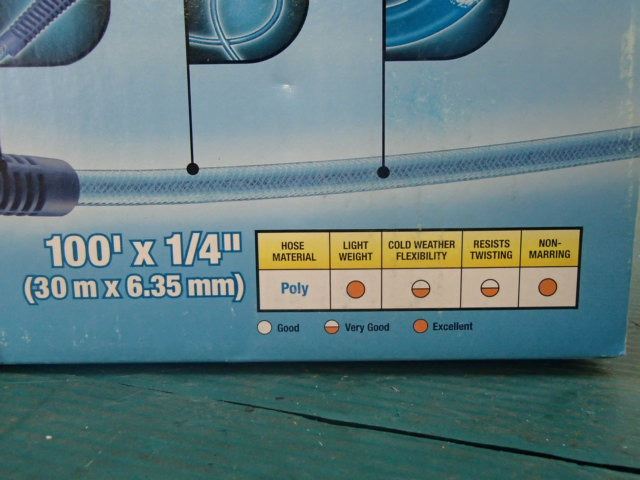 100' x 1/4"
(30 m x 6.35 mm)
HOSE MATERIAL
LIGHT WEIGHT
COLD WEATHER FLEXIBILITY
RESISTS TWISTING
NON-MARRING
Poly
Good
Very Good
Excellent